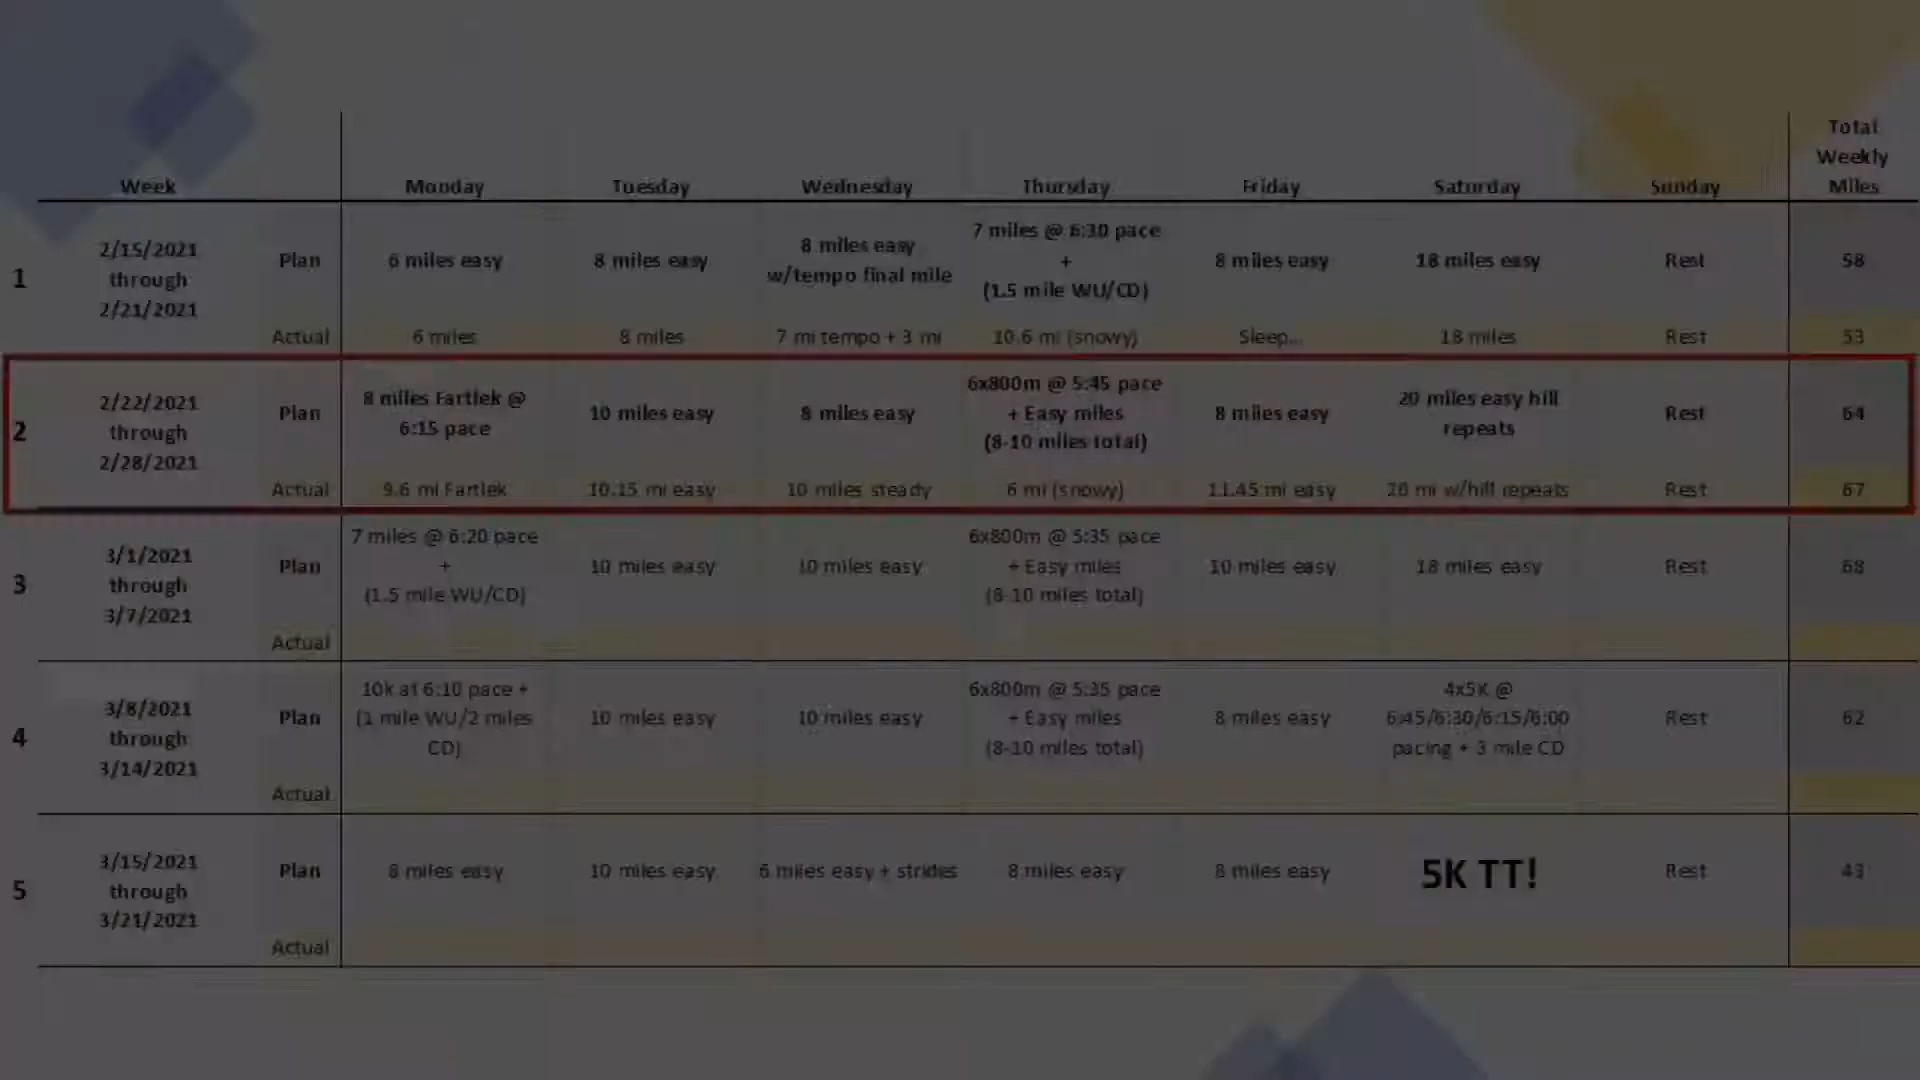 Week Monday Tuesday Wednesday Thursday Friday Saturday Sunday Total Weekly Miles
1 2/15/2021 through 2/21/2021
Plan 6 miles easy 8 miles easy 8 miles easy w/tempo final mile 7 miles @ 6:30 pace + (1.5 mile WU/CD) 8 miles easy 18 miles easy Rest 58
Actual 6 miles 8 miles 7 mi tempo + 3 mi 10.6 mi (snowy) Sleep... 18 miles Rest 53
2 2/22/2021 through 2/28/2021
Plan 8 miles Fartlek @ 6:15 pace 10 miles easy 8 miles easy 6x800m @ 5:45 pace + Easy miles (8-10 miles total) 8 miles easy 20 miles easy hill repeats Rest 64
Actual 9.6 mi Fartlek 10.15 mi easy 10 miles steady 6 mi (snowy) 11.45 mi easy 20 mi w/hill repeats Rest 67
3 3/1/2021 through 3/7/2021
Plan 7 miles @ 6:20 pace + (1.5 mile WU/CD) 10 miles easy 10 miles easy 6x800m @ 5:35 pace + Easy miles (8-10 miles total) 10 miles easy 18 miles easy Rest 68
Actual
4 3/8/2021 through 3/14/2021
Plan 10k at 6:10 pace + (1 mile WU/2 miles CD) 10 miles easy 10 miles easy 6x800m @ 5:35 pace + Easy miles (8-10 miles total) 8 miles easy 4x5K @ 6:45/6:30/6:15/6:00 pacing + 3 mile CD Rest 62
Actual
5 3/15/2021 through 3/21/2021
Plan 8 miles easy 10 miles easy 6 miles easy + strides 8 miles easy 8 miles easy 5K TT! Rest 43
Actual